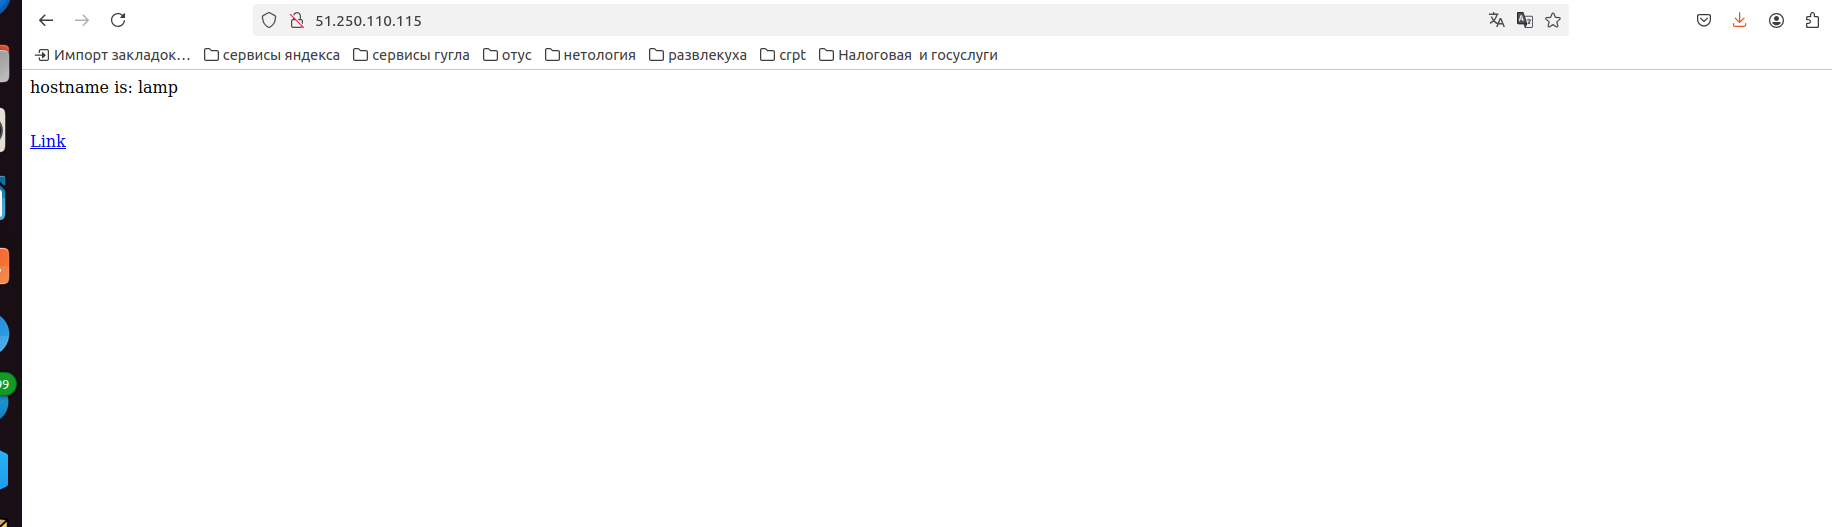 51.250.110.115
Импорт закладок... сервисы яндекса сервисы гугла отус нетология развлекуха crpt Налоговая и госуслуги
hostname is: lamp
Link